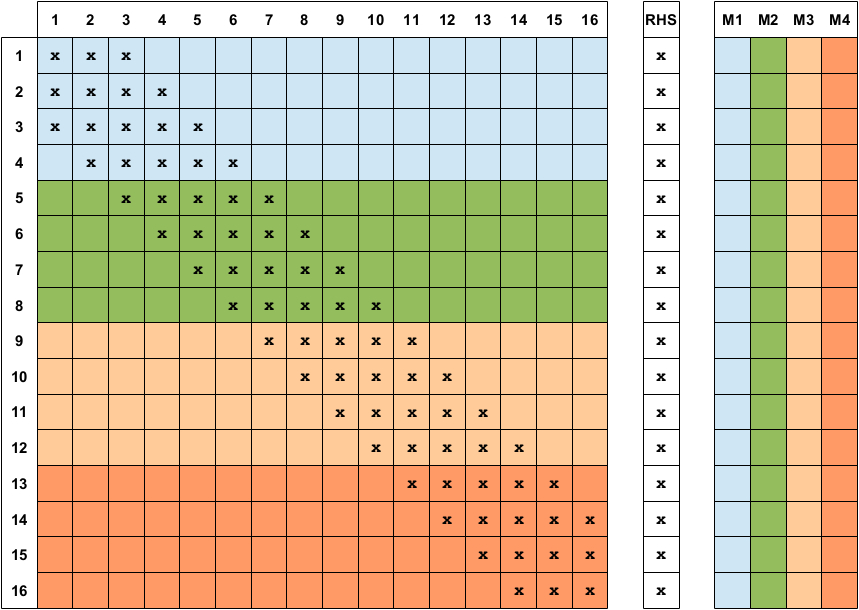 1 2 3 4 5 6 7 8 9 10 11 12 13 14 15 16 RHS M1 M2 M3 M4
1 x x x x
2 x x x x x
3 x x x x x x
4 x x x x x x
5 x x x x x x
6 x x x x x x
7 x x x x x x
8 x x x x x x
9 x x x x x x
10 x x x x x x
11 x x x x x x
12 x x x x x x
13 x x x x x x
14 x x x x x x
15 x x x x x
16 x x x x